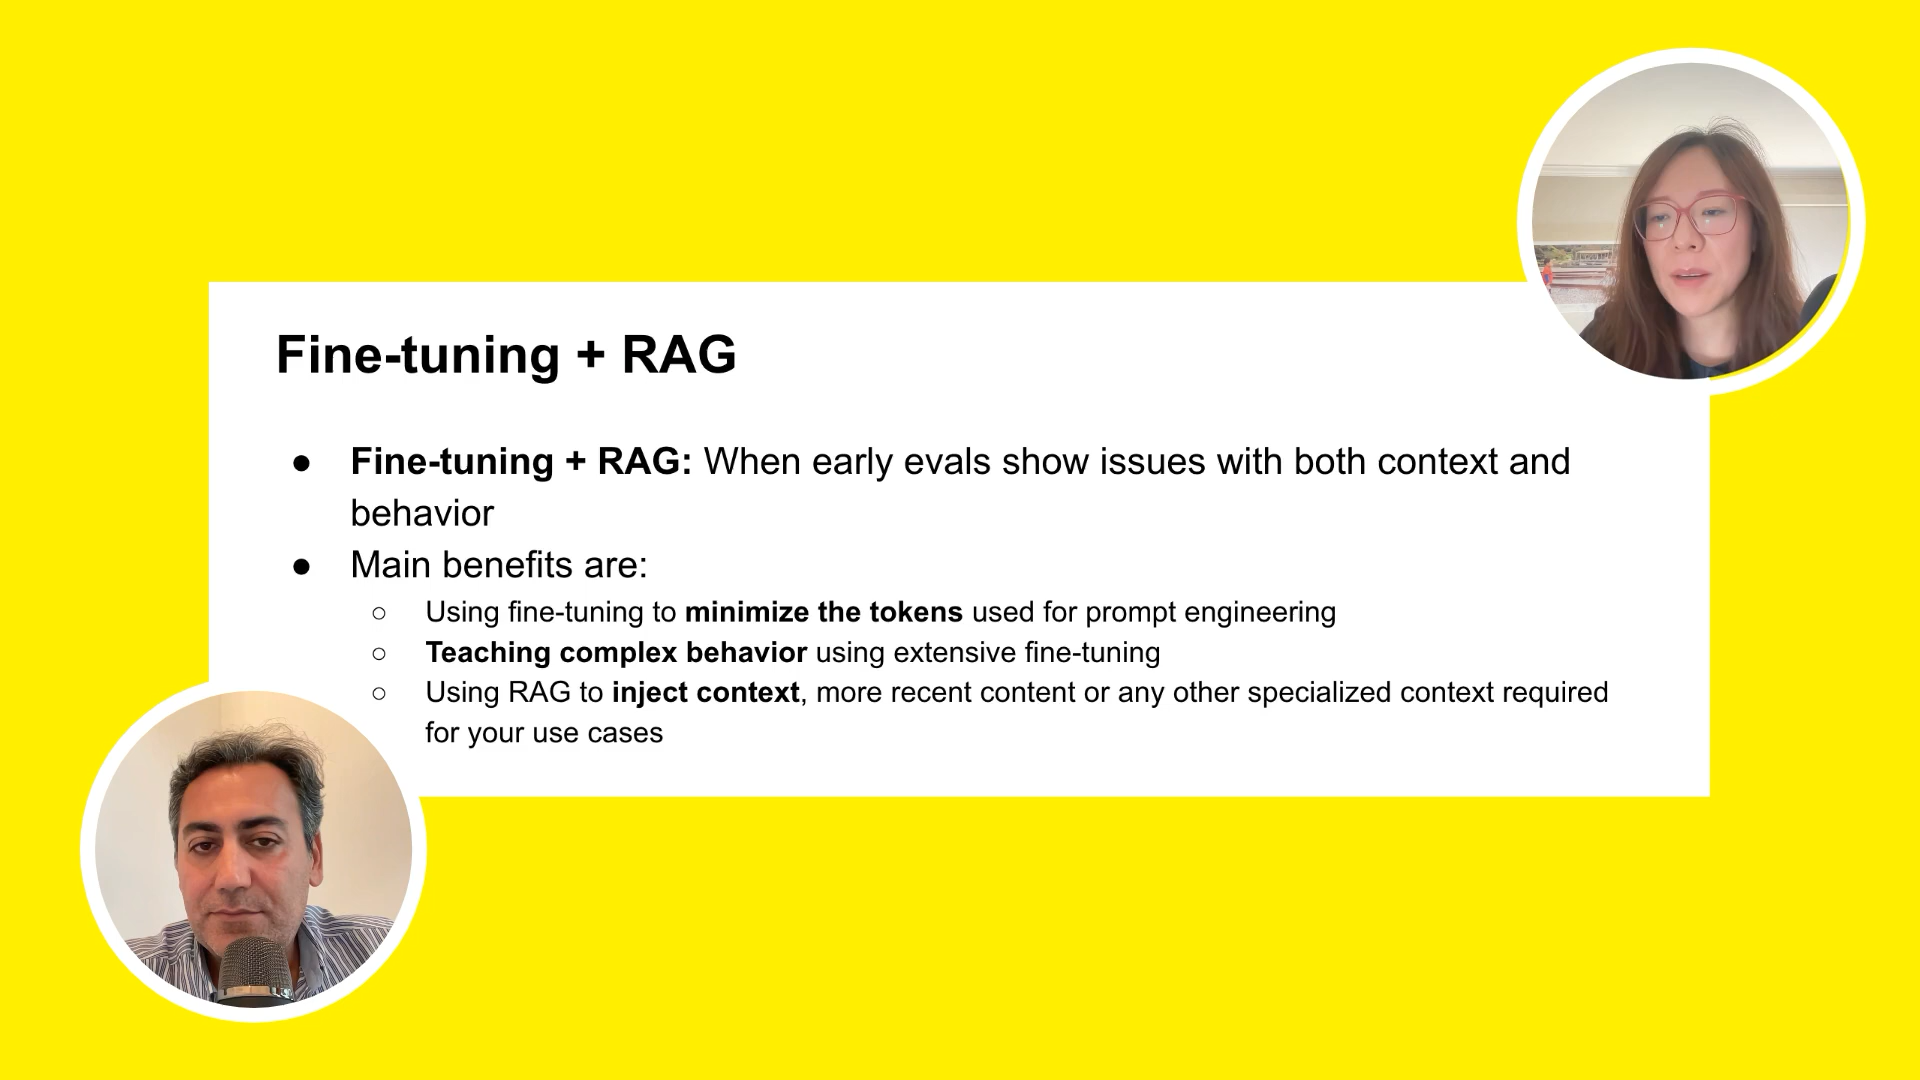 Fine-tuning + RAG
● Fine-tuning + RAG: When early evals show issues with both context and
behavior
● Main benefits are:
○ Using fine-tuning to minimize the tokens used for prompt engineering
○ Teaching complex behavior using extensive fine-tuning
○ Using RAG to inject context, more recent content or any other specialized context required
for your use cases